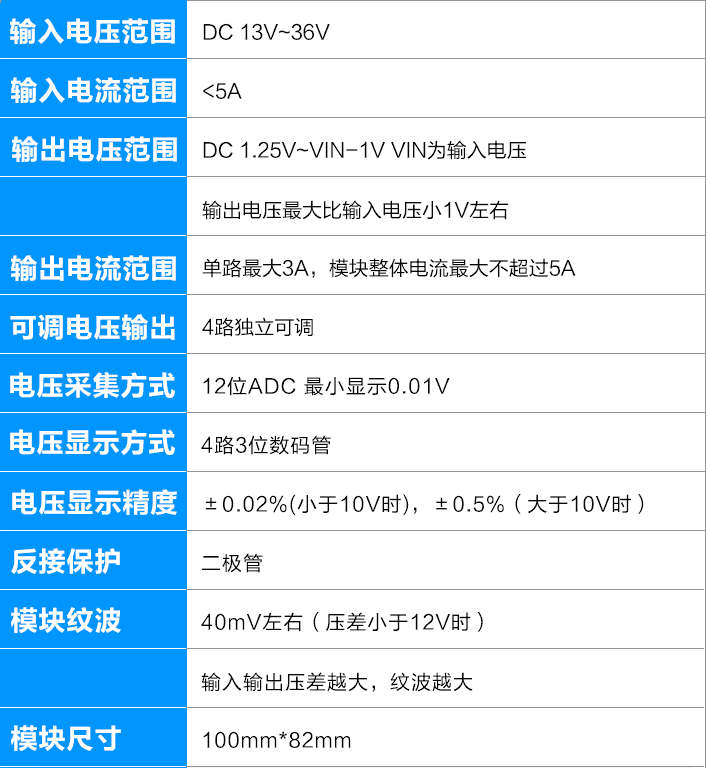 输入电压范围 DC 13V~36V
输入电流范围 <5A
输出电压范围 DC 1.25V~VIN-1V VIN为输入电压
输出电压最大比输入电压小1V左右
输出电流范围 单路最大3A，模块整体电流最大不超过5A
可调电压输出 4路独立可调
电压采集方式 12位ADC 最小显示0.01V
电压显示方式 4路3位数码管
电压显示精度 ±0.02%(小于10V时)，±0.5%（大于10V时）
反接保护 二极管
模块纹波 40mV左右（压差小于12V时）
输入输出压差越大，纹波越大
模块尺寸 100mm*82mm